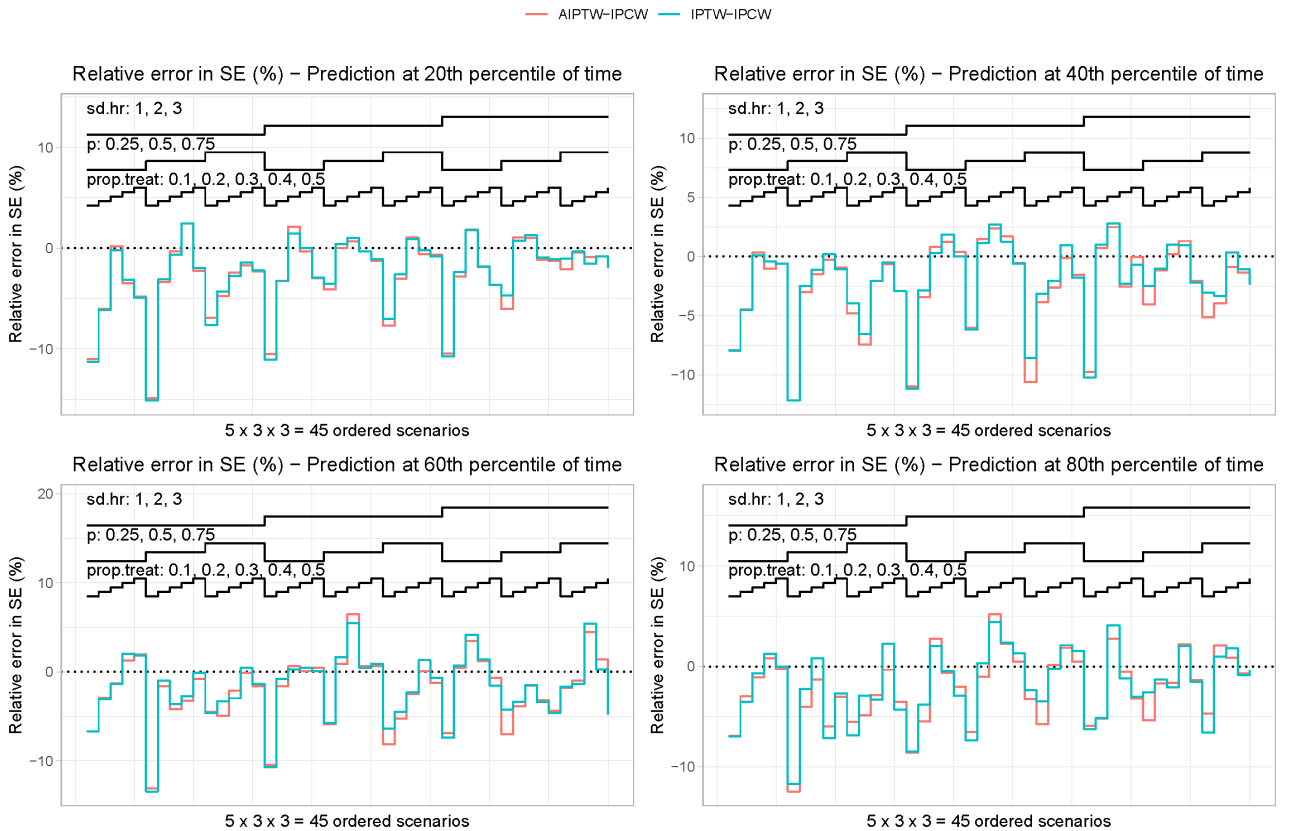 AIPTW−IPCW IPTW−IPCW
Relative error in SE (%) − Prediction at 20th percentile of time
Relative error in SE (%)
sd.hr: 1, 2, 3
p: 0.25, 0.5, 0.75
prop.treat: 0.1, 0.2, 0.3, 0.4, 0.5
10
0
−10
5 x 3 x 3 = 45 ordered scenarios
Relative error in SE (%) − Prediction at 40th percentile of time
Relative error in SE (%)
sd.hr: 1, 2, 3
p: 0.25, 0.5, 0.75
prop.treat: 0.1, 0.2, 0.3, 0.4, 0.5
10
5
0
−5
−10
5 x 3 x 3 = 45 ordered scenarios
Relative error in SE (%) − Prediction at 60th percentile of time
Relative error in SE (%)
sd.hr: 1, 2, 3
p: 0.25, 0.5, 0.75
prop.treat: 0.1, 0.2, 0.3, 0.4, 0.5
20
10
0
−10
5 x 3 x 3 = 45 ordered scenarios
Relative error in SE (%) − Prediction at 80th percentile of time
Relative error in SE (%)
sd.hr: 1, 2, 3
p: 0.25, 0.5, 0.75
prop.treat: 0.1, 0.2, 0.3, 0.4, 0.5
10
0
−10
5 x 3 x 3 = 45 ordered scenarios